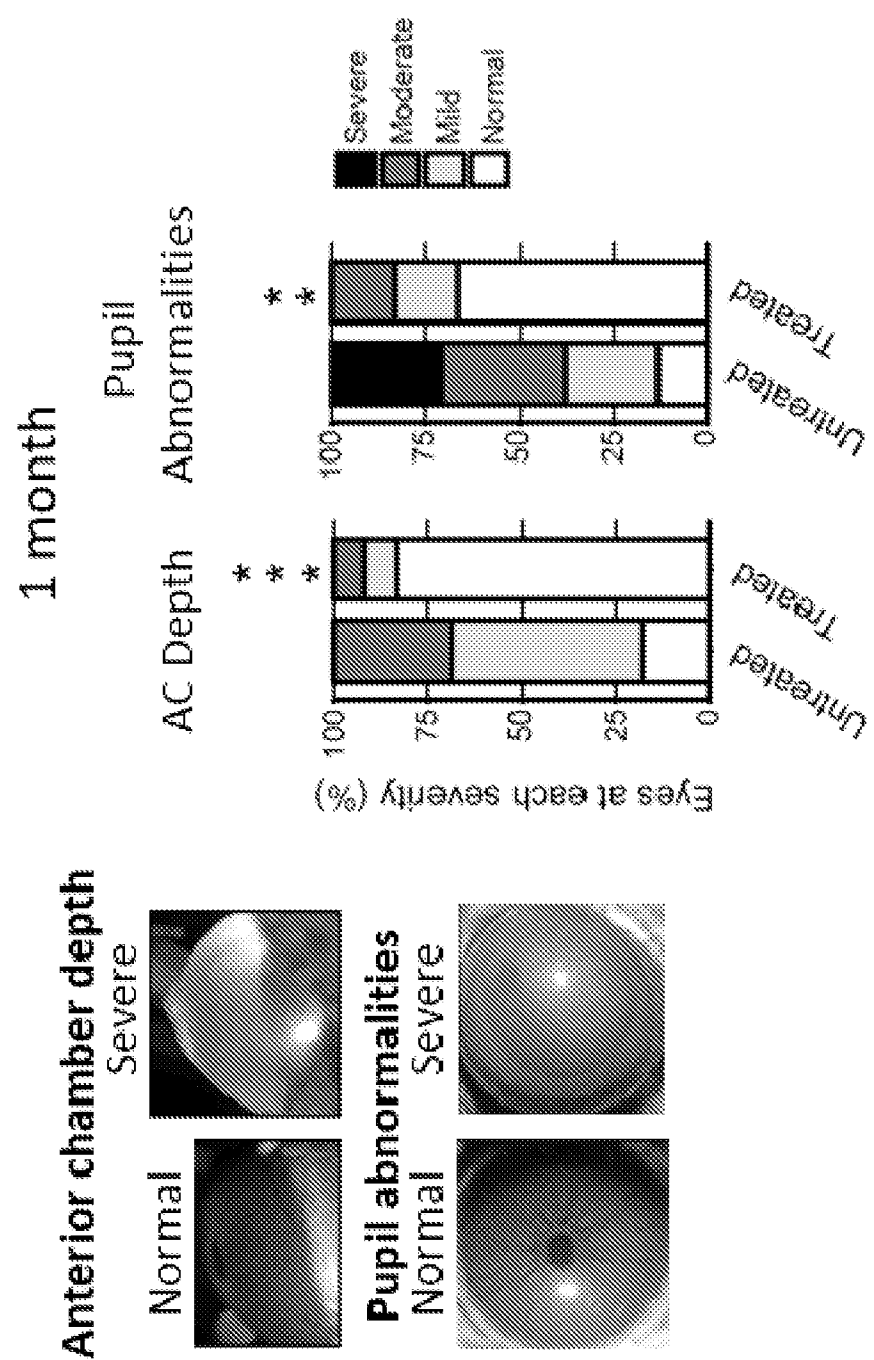 Anterior chamber depth
Normal
Severe
Pupil abnormalities
Normal
Severe
1 month
AC Depth
***
Eyes at each severity (%)
100
75
50
25
0
Untreated
Treated
Pupil
Abnormalities
**
100
75
50
25
0
Untreated
Treated
Severe
Moderate
Mild
Normal